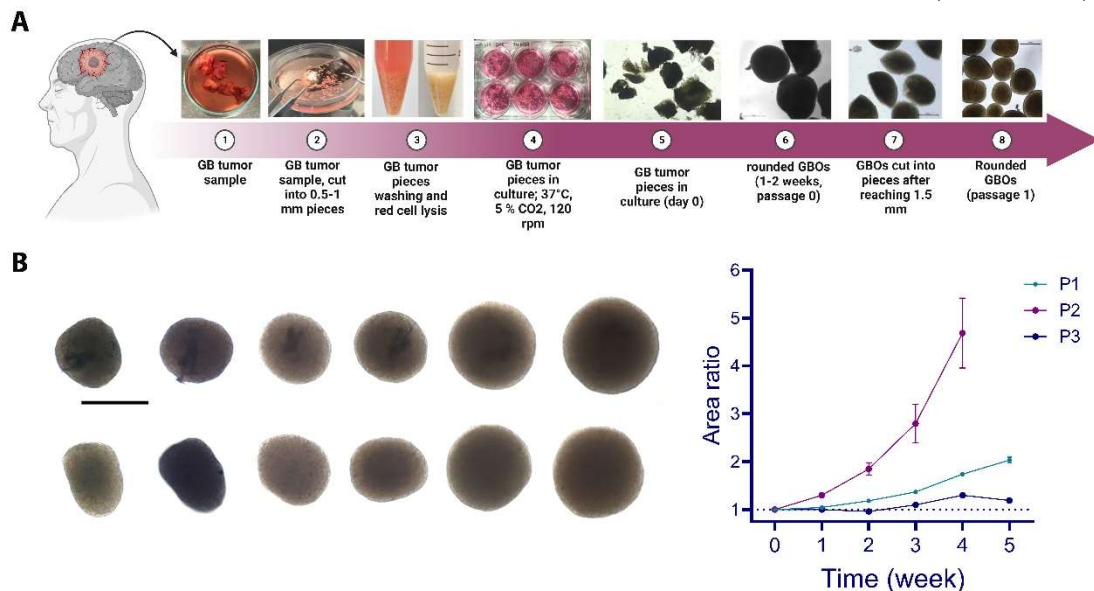 A
1
2
3
4
5
6
7
8
GB tumor
sample
GB tumor
sample, cut
into 0.5-1
mm pieces
GB tumor
pieces
washing and
red cell lysis
GB tumor
pieces in
culture; 37°C,
5 % CO2, 120
rpm
GB tumor
pieces in
culture (day 0)
rounded GBOs
(1-2 weeks,
passage 0)
GBOs cut into
pieces after
reaching 1.5
mm
Rounded
GBOs
(passage 1)
B
6
5
4
3
2
1
Area ratio
0 1 2 3 4 5
Time (week)
P1
P2
P3